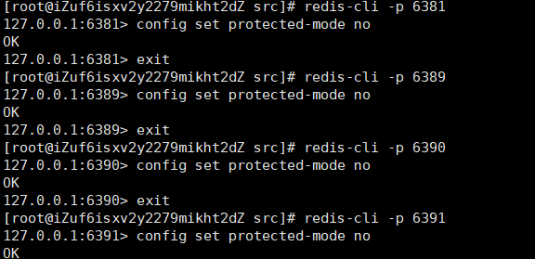 [root@iZuf6isxv2y2279mikht2dZ src]# redis-cli -p 6381
127.0.0.1:6381> config set protected-mode no
OK
127.0.0.1:6381> exit
[root@iZuf6isxv2y2279mikht2dZ src]# redis-cli -p 6389
127.0.0.1:6389> config set protected-mode no
OK
127.0.0.1:6389> exit
[root@iZuf6isxv2y2279mikht2dZ src]# redis-cli -p 6390
127.0.0.1:6390> config set protected-mode no
OK
127.0.0.1:6390> exit
[root@iZuf6isxv2y2279mikht2dZ src]# redis-cli -p 6391
127.0.0.1:6391> config set protected-mode no
OK